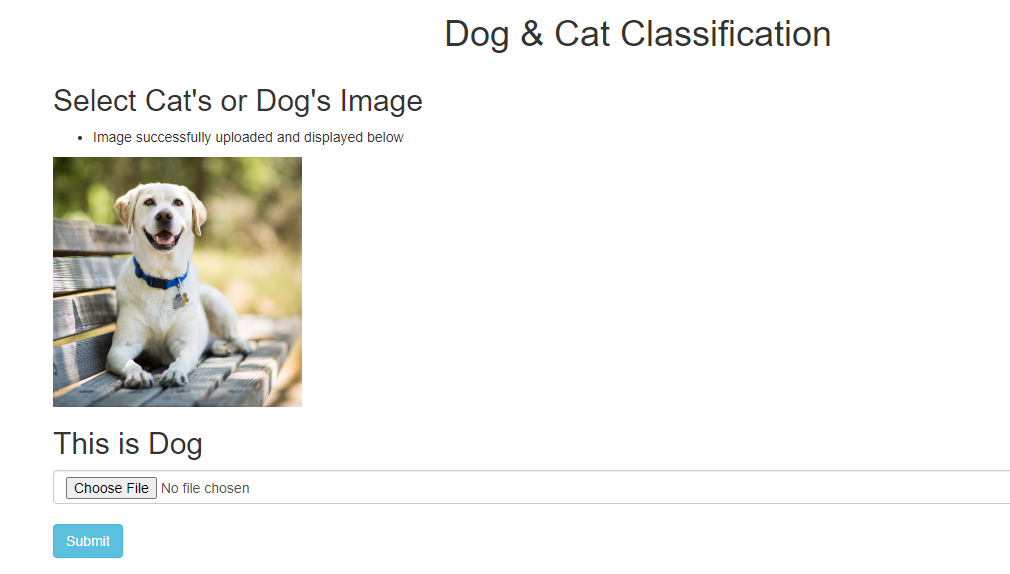 Dog & Cat Classification
Select Cat's or Dog's Image
Image successfully uploaded and displayed below
This is Dog
Choose File No file chosen
Submit